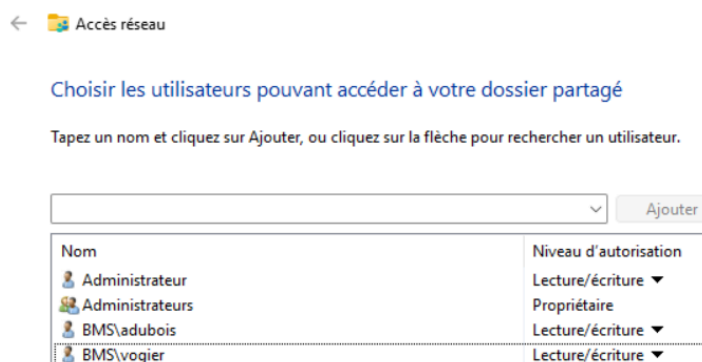 Accès réseau
Choisir les utilisateurs pouvant accéder à votre dossier partagé
Tapez un nom et cliquez sur Ajouter, ou cliquez sur la flèche pour rechercher un utilisateur.
Ajouter
Nom Niveau d'autorisation
Administrateur Lecture/écriture
Administrateurs Propriétaire
BMS\adubois Lecture/écriture
BMS\vogier Lecture/écriture